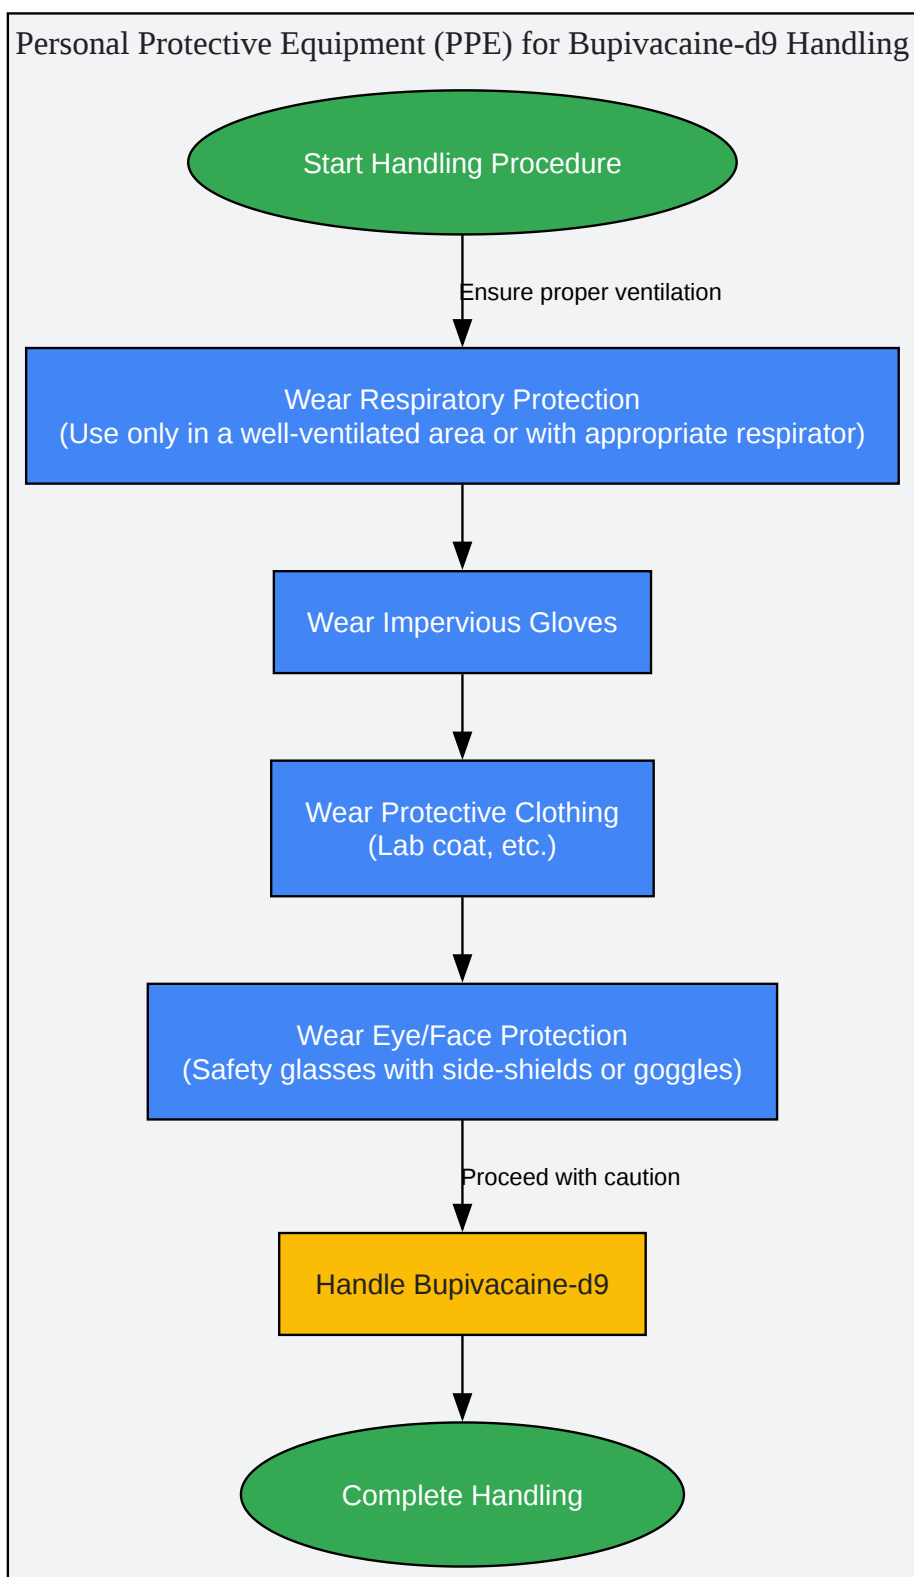 Personal Protective Equipment (PPE) for Bupivacaine-d9 Handling
Start Handling Procedure
Ensure proper ventilation
Wear Respiratory Protection
(Use only in a well-ventilated area or with appropriate respirator)
Wear Impervious Gloves
Wear Protective Clothing
(Lab coat, etc.)
Wear Eye/Face Protection
(Safety glasses with side-shields or goggles)
Proceed with caution
Handle Bupivacaine-d9
Complete Handling